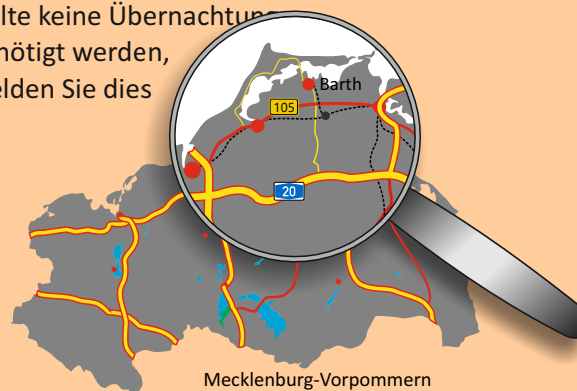 lte keine Übernachtung
nötigt werden,
elden Sie dies
Barth
105
20
Mecklenburg-Vorpommern